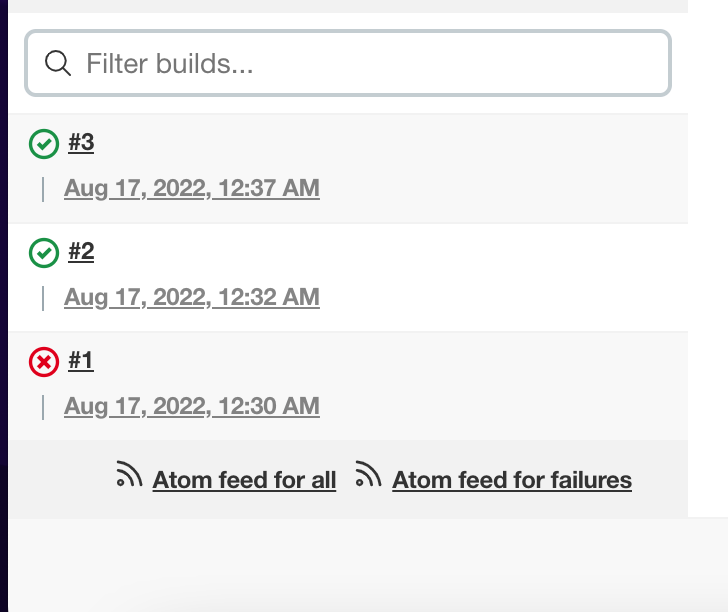 Filter builds...
#3
Aug 17, 2022, 12:37 AM
#2
Aug 17, 2022, 12:32 AM
#1
Aug 17, 2022, 12:30 AM
Atom feed for all Atom feed for failures